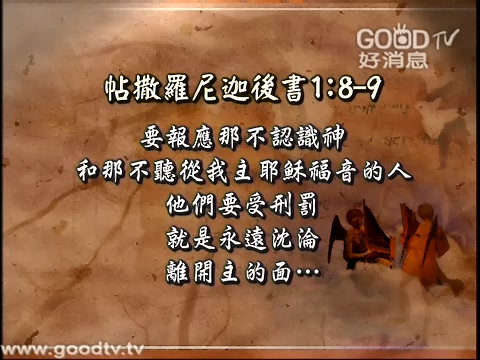 GOOD TV
好消息
帖撒羅尼迦後書1:8-9
要報應那不認識神
和那不聽從我主耶穌福音的人
他們要受刑罰
就是永遠沈淪
離開主的面…
www.goodtv.tv